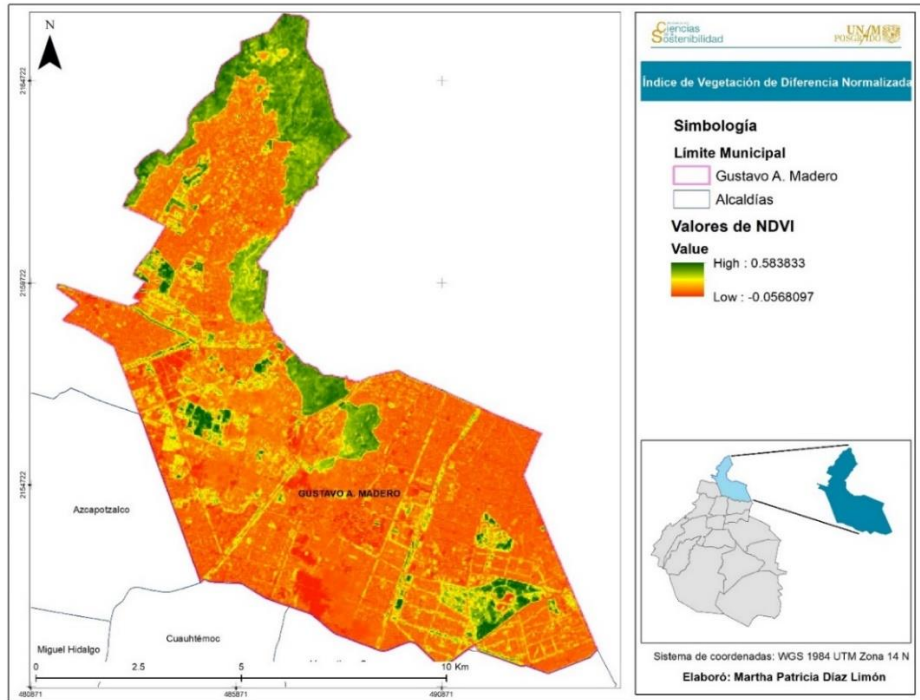 N
2164722
2159722
2154722
GUSTAVO A. MADERO
Azcapotzalco
Miguel Hidalgo
Cuauhtémoc
0 2.5 5 10 Km
480871 485871 490871
Ciencias
Sostenibilidad
UNAM
POSGRADO
Índice de Vegetación de Diferencia Normalizada
Simbología
Límite Municipal
Gustavo A. Madero
Alcaldías
Valores de NDVI
Value
High : 0.583833
Low : -0.0568097
Sistema de coordenadas: WGS 1984 UTM Zona 14 N
Elaboró: Martha Patricia Díaz Limón